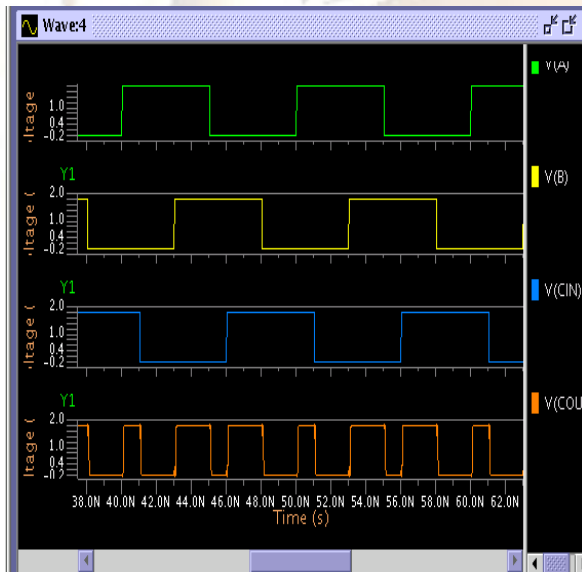 Wave:4
V(A)
ltage (
1.0
0.4
-0.2
Y1
V(B)
ltage (
2.0
1.0
0.4
-0.2
Y1
V(CIN)
ltage (
2.0
1.0
0.4
-0.2
Y1
V(COU
ltage (
2.0
1.0
0.4
-0.2
38.0N 40.0N 42.0N 44.0N 46.0N 48.0N 50.0N 52.0N 54.0N 56.0N 58.0N 60.0N 62.0N
Time (s)